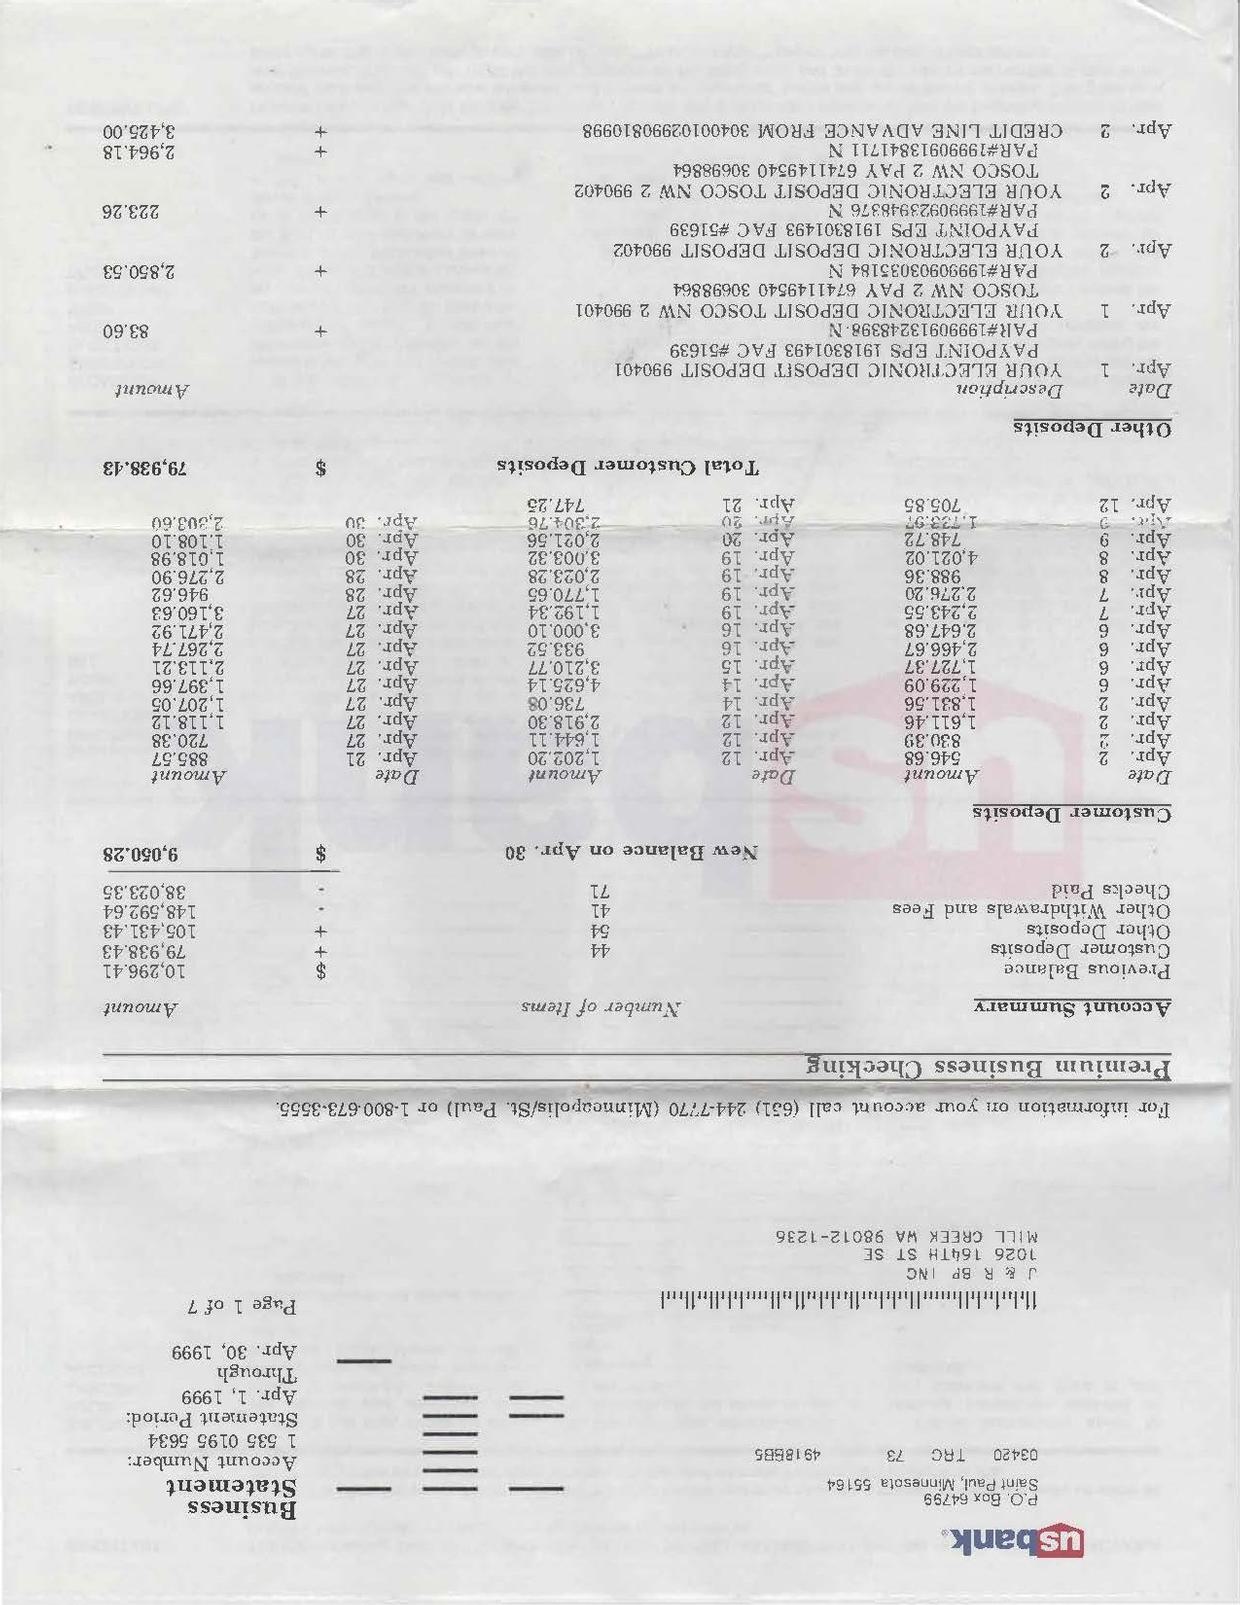 usbank®
P.O. Box 64799
Saint Paul, Minnesota 55164
03420 TRC 73 4918BB5
Business
Statement
Account Number:
1 535 0195 5634
Statement Period:
Apr. 1, 1999
Through
Apr. 30, 1999
Page 1 of 7
J & R BP INC
1026 164TH ST SE
MILL CREEK WA 98012-1236
For information on your account call (651) 244-7770 (Minneapolis/St. Paul) or 1-800-673-3555.
Premium Business Checking
Account Summary Number of Items Amount
Previous Balance $ 10,296.41
Customer Deposits 44 + 79,938.43
Other Deposits 54 + 105,431.43
Other Withdrawals and Fees 41 - 148,592.64
Checks Paid 71 - 38,023.35
New Balance on Apr. 30 $ 9,050.28
Customer Deposits
Date Amount Date Amount Date Amount
Apr. 2 546.68 Apr. 12 1,202.20 Apr. 21 885.57
Apr. 2 830.39 Apr. 12 1,644.11 Apr. 27 720.38
Apr. 2 1,611.46 Apr. 12 2,918.30 Apr. 27 1,118.12
Apr. 2 1,831.56 Apr. 14 736.08 Apr. 27 1,207.05
Apr. 6 1,229.09 Apr. 14 4,625.14 Apr. 27 1,397.66
Apr. 6 1,727.37 Apr. 15 3,210.77 Apr. 27 2,113.21
Apr. 6 2,466.67 Apr. 16 933.52 Apr. 27 2,267.74
Apr. 6 2,647.68 Apr. 16 3,000.10 Apr. 27 2,471.92
Apr. 7 2,243.55 Apr. 19 1,192.34 Apr. 27 3,160.63
Apr. 7 2,276.20 Apr. 19 1,770.65 Apr. 28 946.62
Apr. 8 988.36 Apr. 19 2,023.28 Apr. 28 2,276.90
Apr. 8 4,021.02 Apr. 19 3,003.32 Apr. 30 1,018.98
Apr. 9 748.72 Apr. 20 2,021.56 Apr. 30 1,108.10
Apr. 9 1,733.97 Apr. 20 2,304.76 Apr. 30 2,303.60
Apr. 12 705.85 Apr. 21 747.25
Total Customer Deposits $ 79,938.43
Other Deposits
Date Description Amount
Apr. 1 YOUR ELECTRONIC DEPOSIT DEPOSIT 990401
PAYPOINT EPS 1918301493 FAC #51639
PAR#19990913248398 N + 83.60
Apr. 1 YOUR ELECTRONIC DEPOSIT TOSCO NW 2 990401
TOSCO NW 2 PAY 6741149540 30698864
PAR#19990903035184 N + 2,850.53
Apr. 2 YOUR ELECTRONIC DEPOSIT DEPOSIT 990402
PAYPOINT EPS 1918301493 FAC #51639
PAR#19990923948376 N + 223.26
Apr. 2 YOUR ELECTRONIC DEPOSIT TOSCO NW 2 990402
TOSCO NW 2 PAY 6741149540 30698864
PAR#19990913841711 N + 2,964.18
Apr. 2 CREDIT LINE ADVANCE FROM 30400102990810998 + 3,425.00